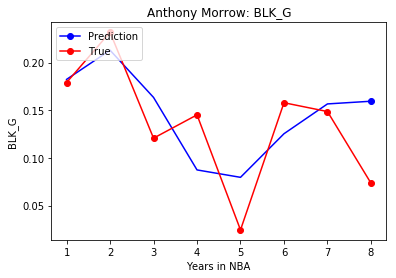 Anthony Morrow: BLK_G
Prediction
True
BLK_G
0.20
0.15
0.10
0.05
1 2 3 4 5 6 7 8
Years in NBA